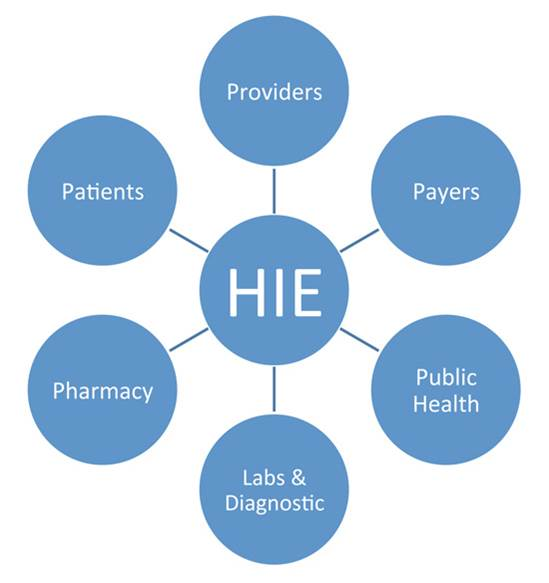 Providers
Patients
Payers
HIE
Pharmacy
Public
Health
Labs &
Diagnostic